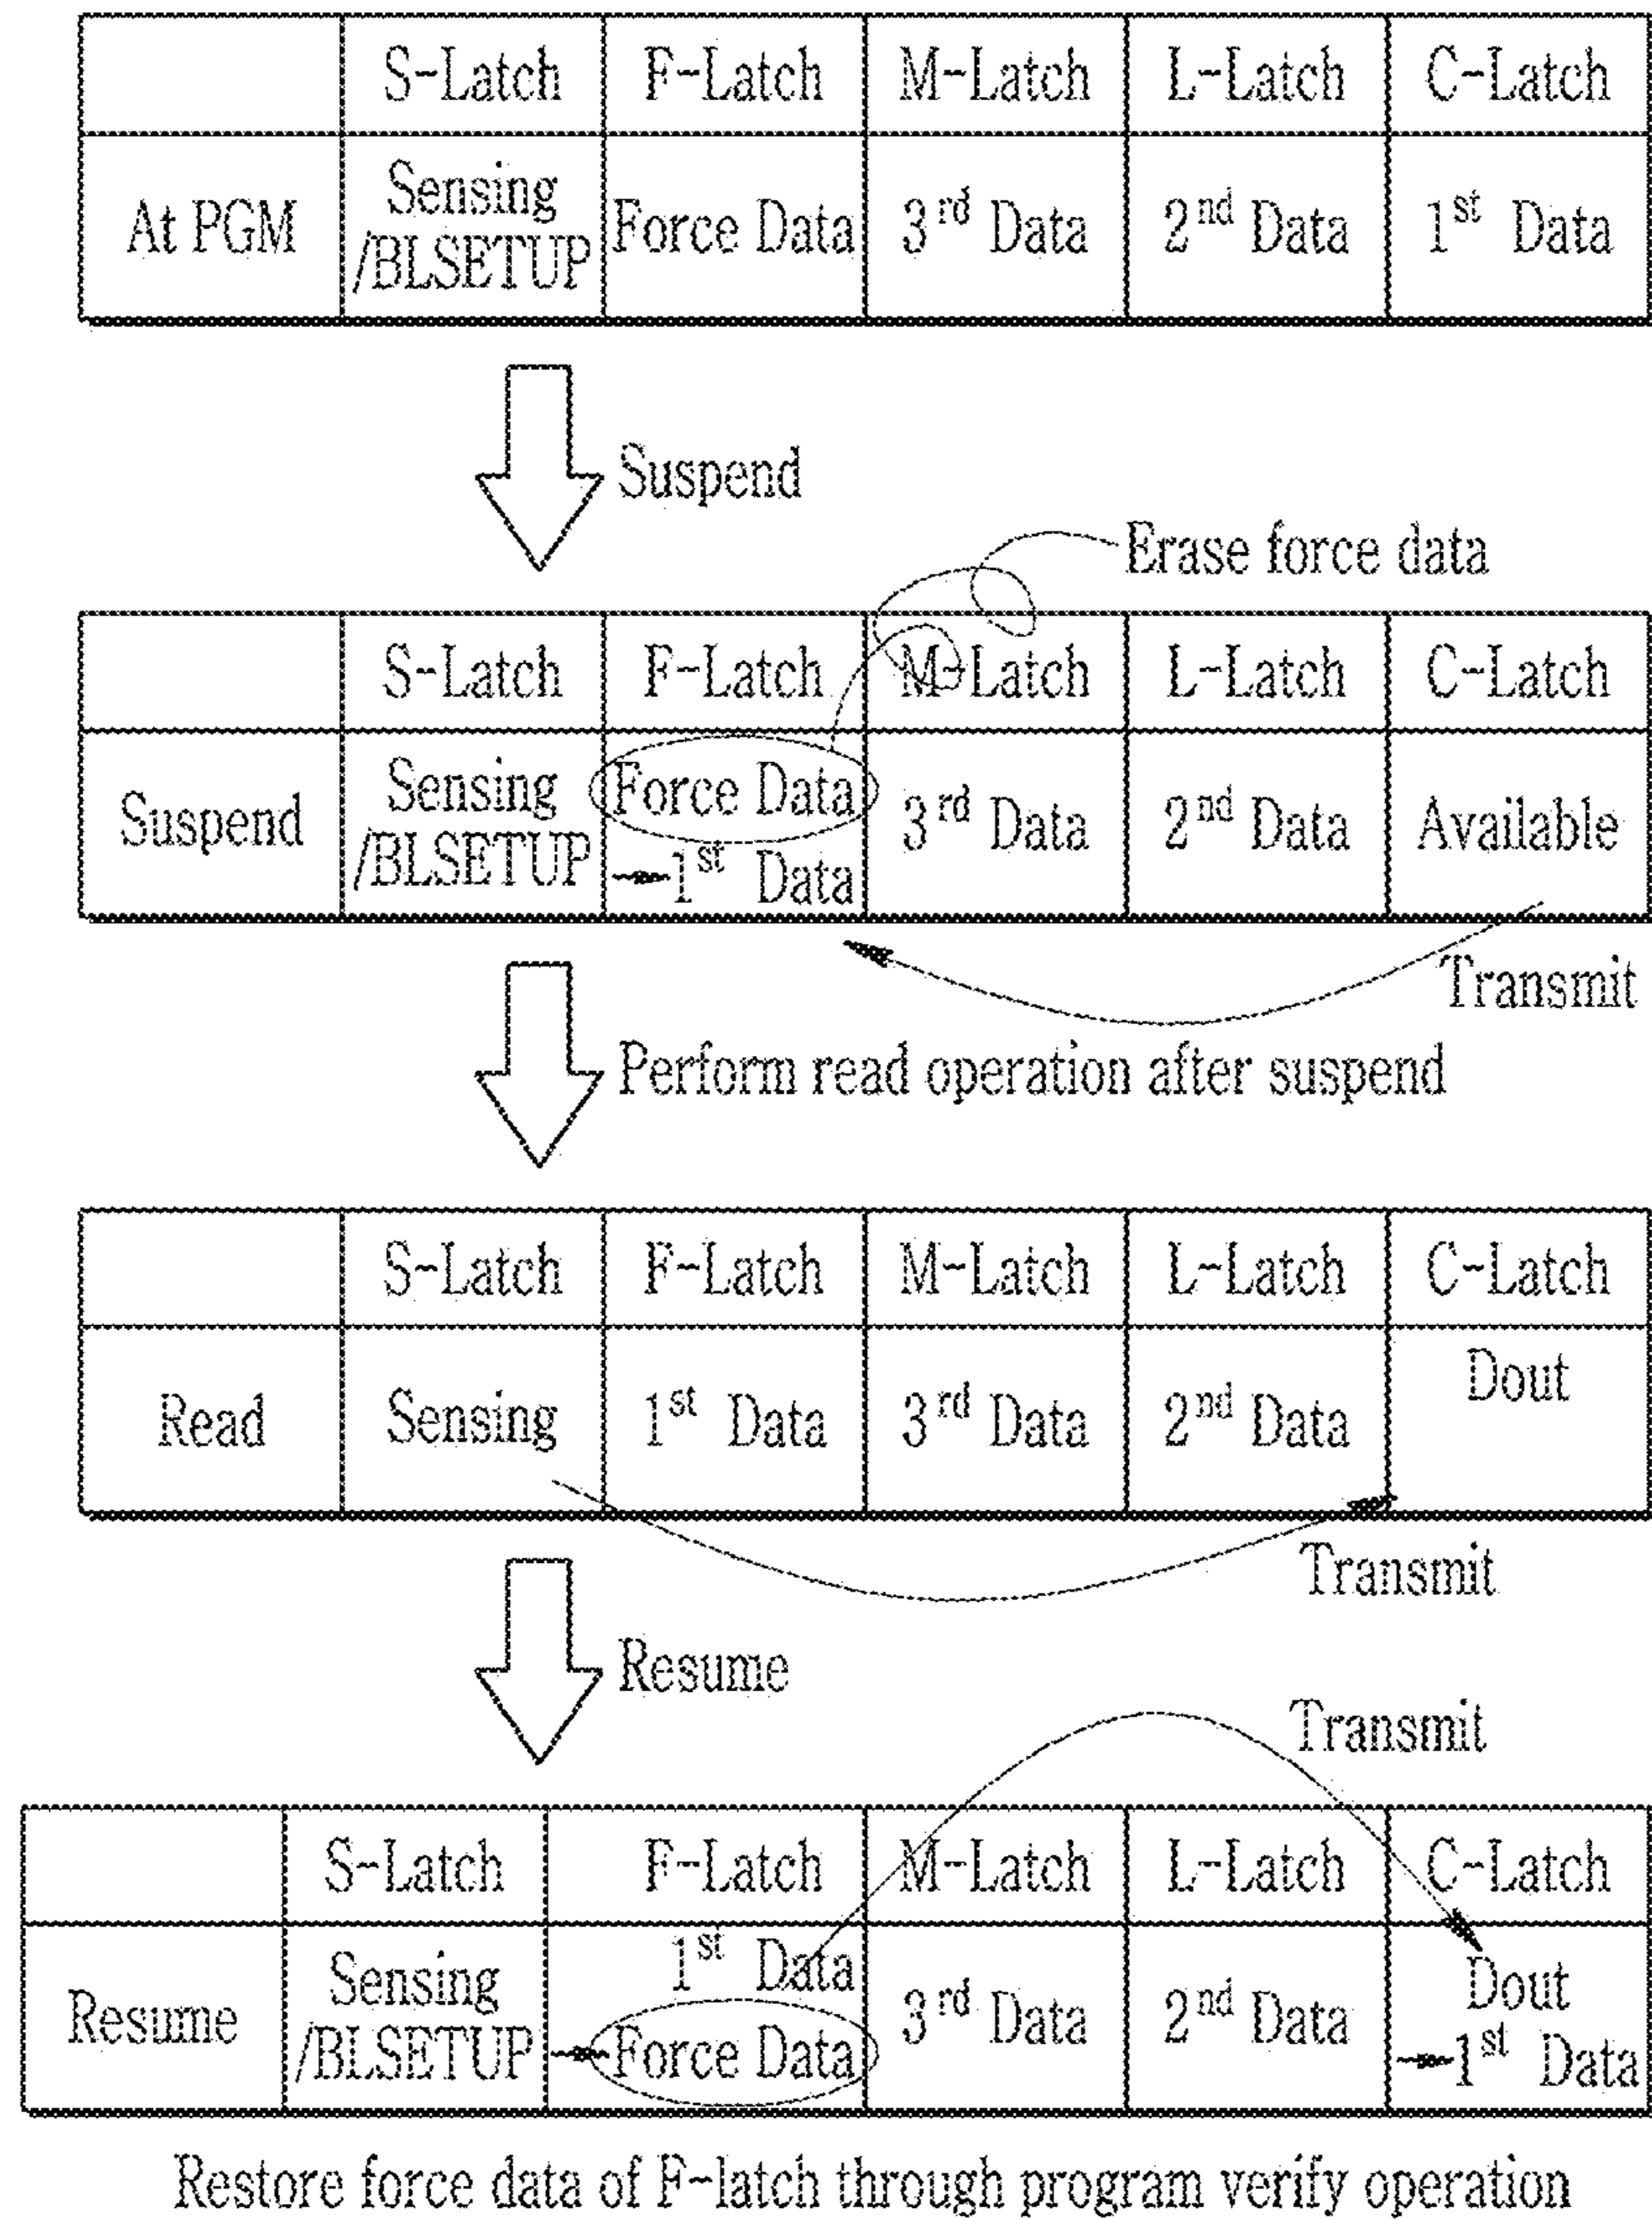 S-Latch F-Latch M-Latch L-Latch C-Latch
At PGM Sensing /BLSETUP Force Data 3rd Data 2nd Data 1st Data
Suspend
Erase force data
S-Latch F-Latch M-Latch L-Latch C-Latch
Suspend Sensing /BLSETUP Force Data →1st Data 3rd Data 2nd Data Available
Transmit
Perform read operation after suspend
S-Latch F-Latch M-Latch L-Latch C-Latch
Read Sensing 1st Data 3rd Data 2nd Data Dout
Transmit
Resume
Transmit
S-Latch F-Latch M-Latch L-Latch C-Latch
Resume Sensing /BLSETUP 1st Data →Force Data 3rd Data 2nd Data Dout →1st Data
Restore force data of F-latch through program verify operation